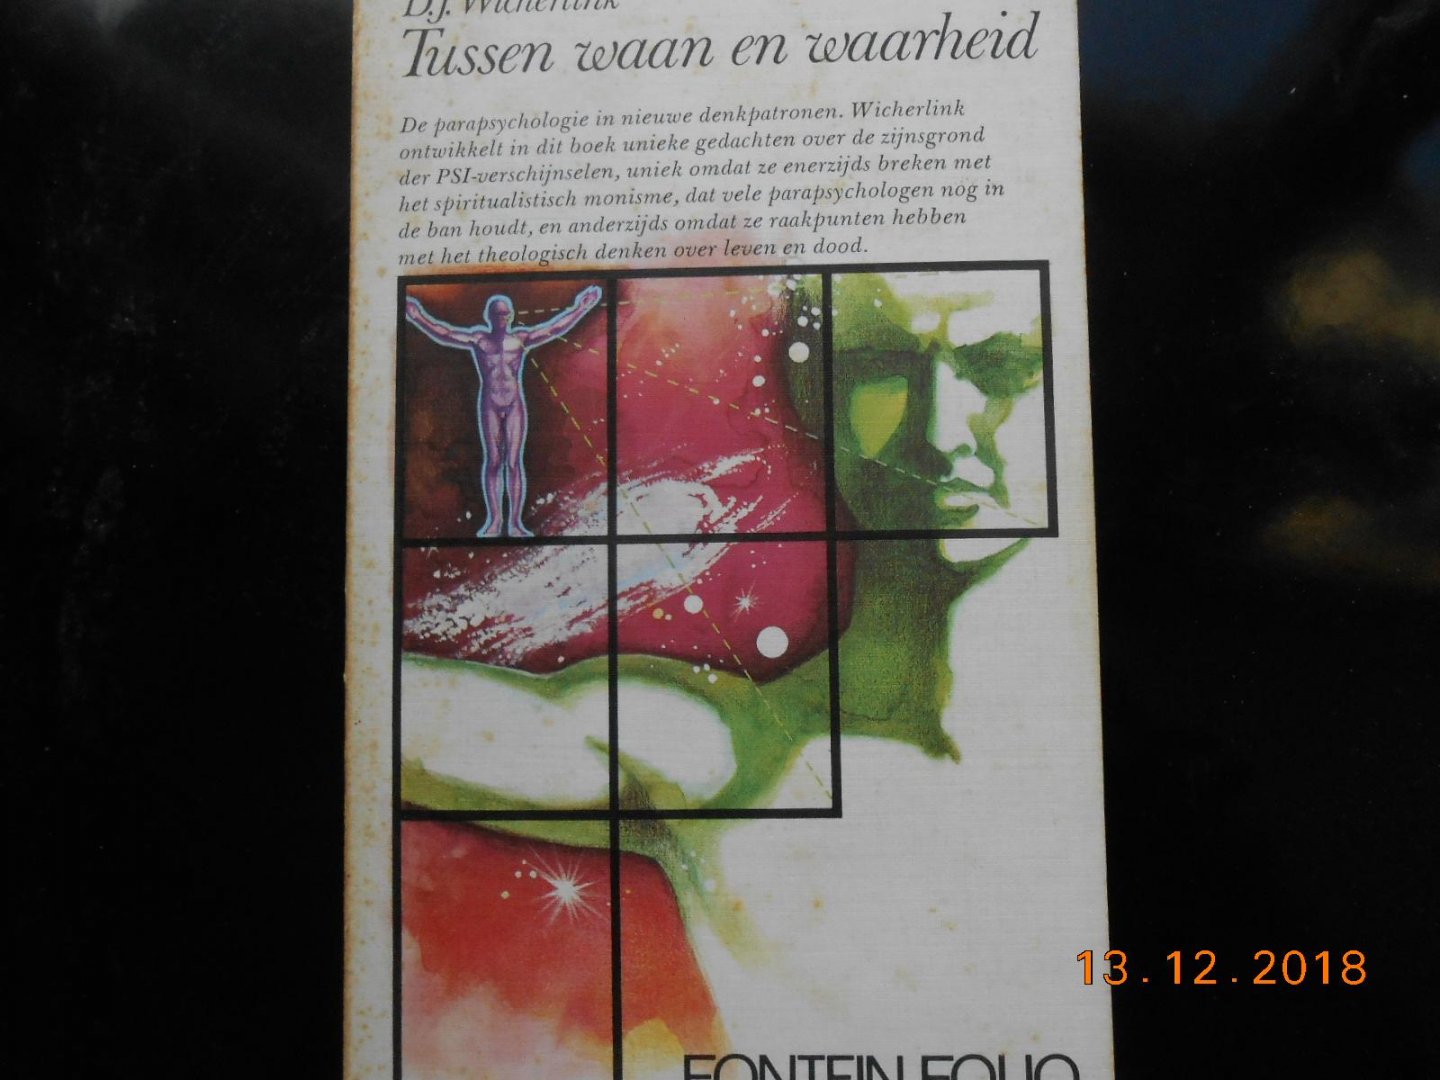 D.J. Wicherlink
Tussen waan en waarheid
De parapsychologie in nieuwe denkpatronen. Wicherlink
ontwikkelt in dit boek unieke gedachten over de zijnsgrond
der PSI-verschijnselen, uniek omdat ze enerzijds breken met
het spiritualistisch monisme, dat vele parapsychologen nog in
de ban houdt, en anderzijds omdat ze raakpunten hebben
met het theologisch denken over leven en dood.
13.12.2018
FONTEIN FOLIO